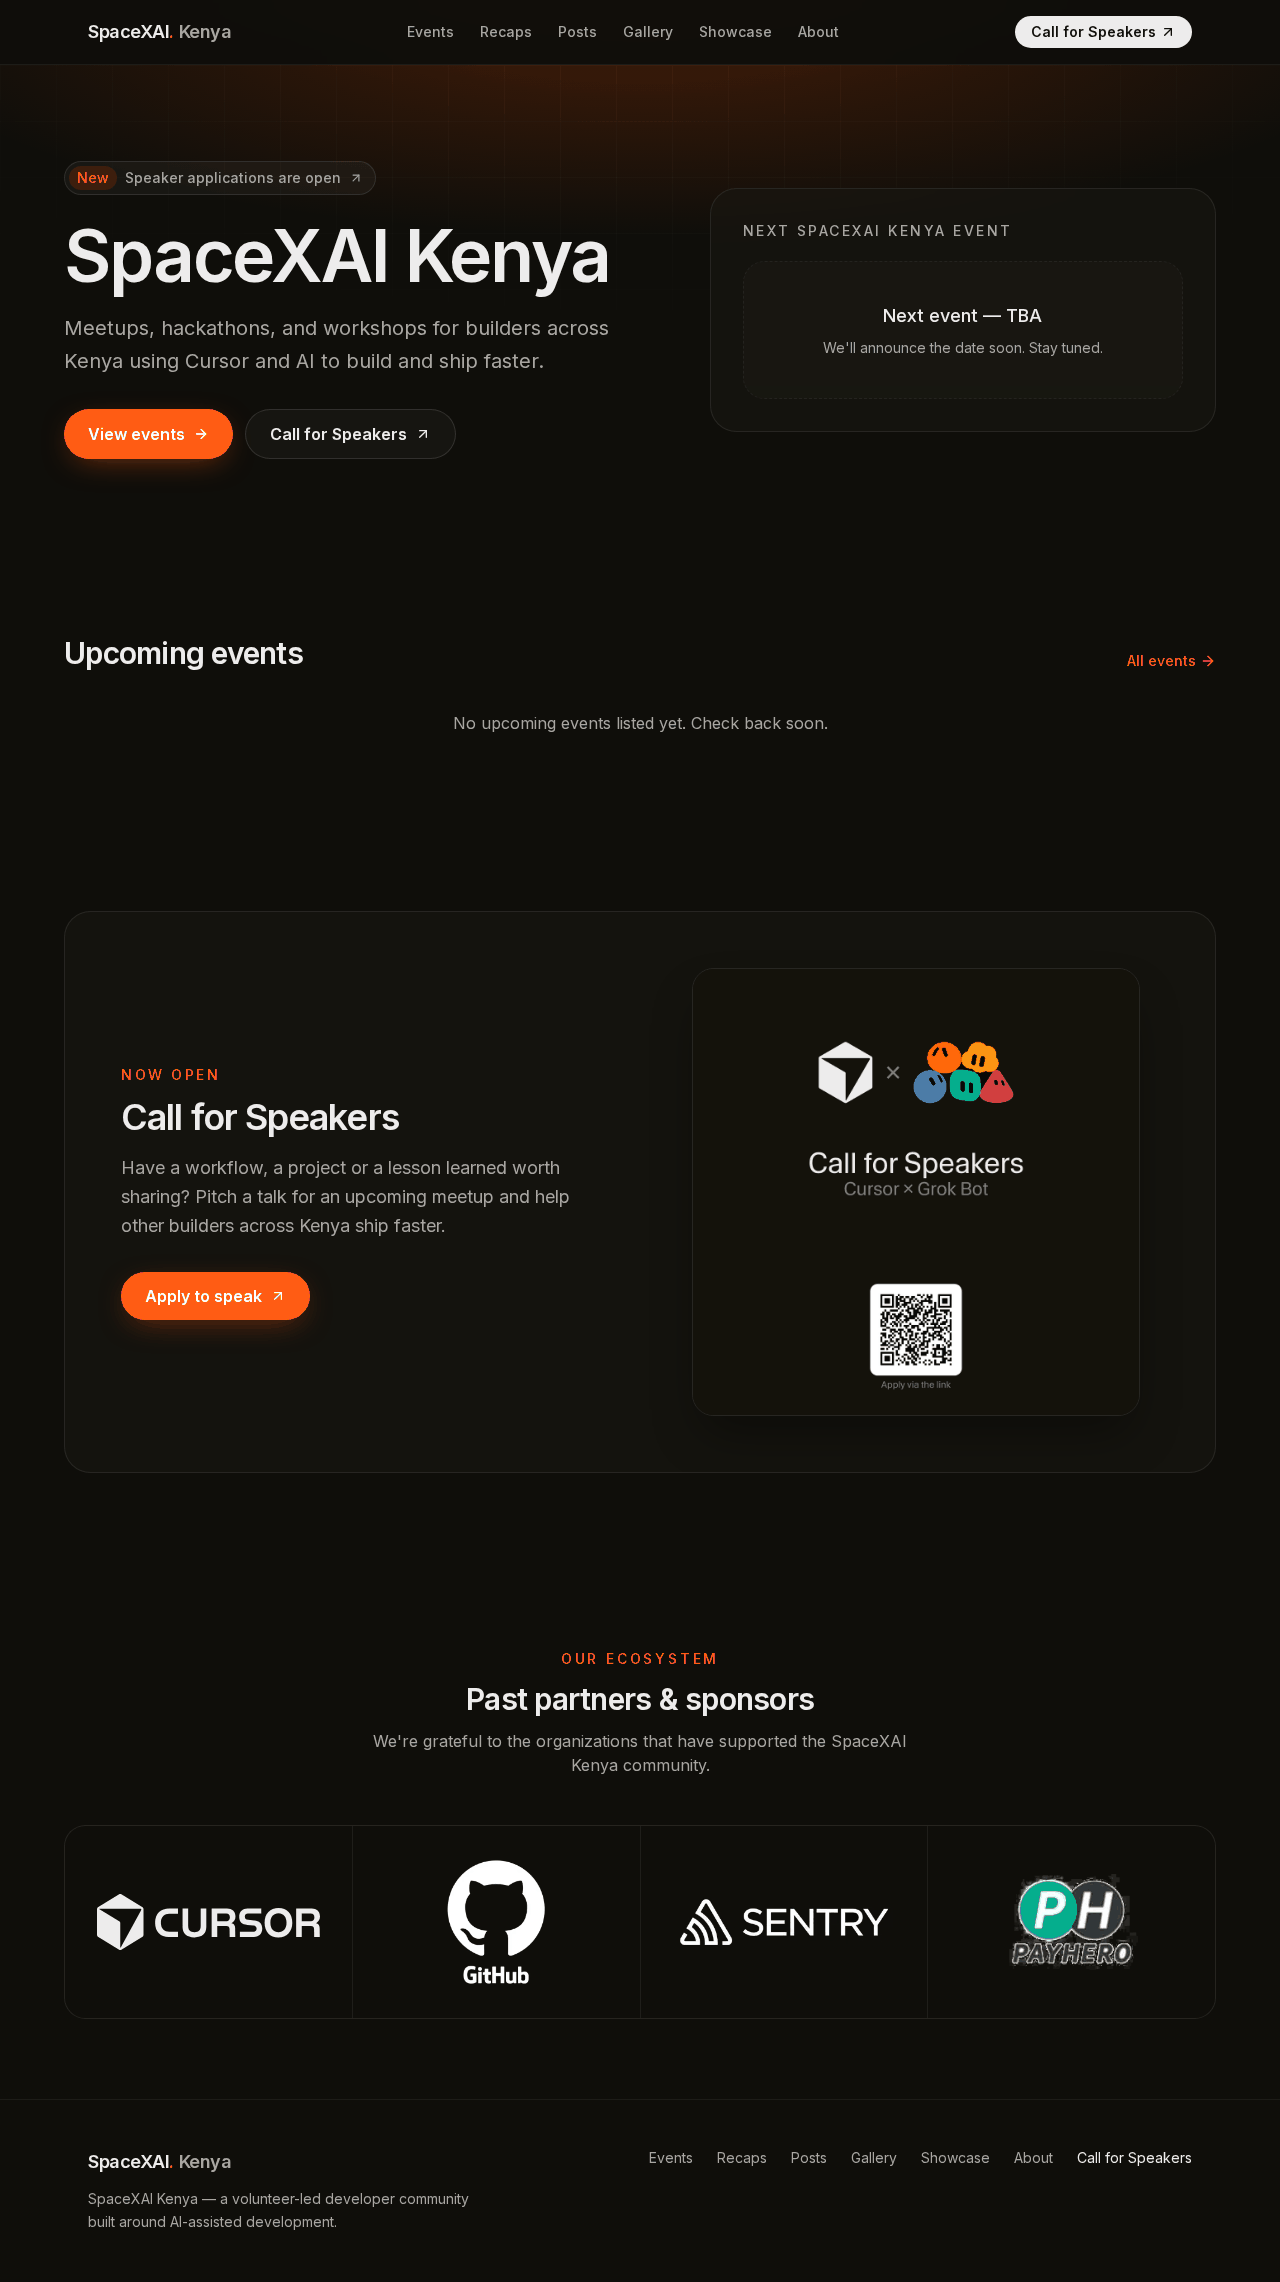 SpaceXAI. Kenya
Events
Recaps
Posts
Gallery
Showcase
About
Call for Speakers
New
Speaker applications are open
SpaceXAI Kenya
Meetups, hackathons, and workshops for builders across
Kenya using Cursor and AI to build and ship faster.
View events
Call for Speakers
NEXT SPACEXAI KENYA EVENT
Next event — TBA
We'll announce the date soon. Stay tuned.
Upcoming events
All events
No upcoming events listed yet. Check back soon.
NOW OPEN
Call for Speakers
Have a workflow, a project or a lesson learned worth
sharing? Pitch a talk for an upcoming meetup and help
other builders across Kenya ship faster.
Apply to speak
×
Call for Speakers
Cursor × Grok Bot
Apply via the link
OUR ECOSYSTEM
Past partners & sponsors
We're grateful to the organizations that have supported the SpaceXAI
Kenya community.
CURSOR
GitHub
SENTRY
PH
PAYHERO
SpaceXAI. Kenya
SpaceXAI Kenya — a volunteer-led developer community
built around AI-assisted development.
Events
Recaps
Posts
Gallery
Showcase
About
Call for Speakers